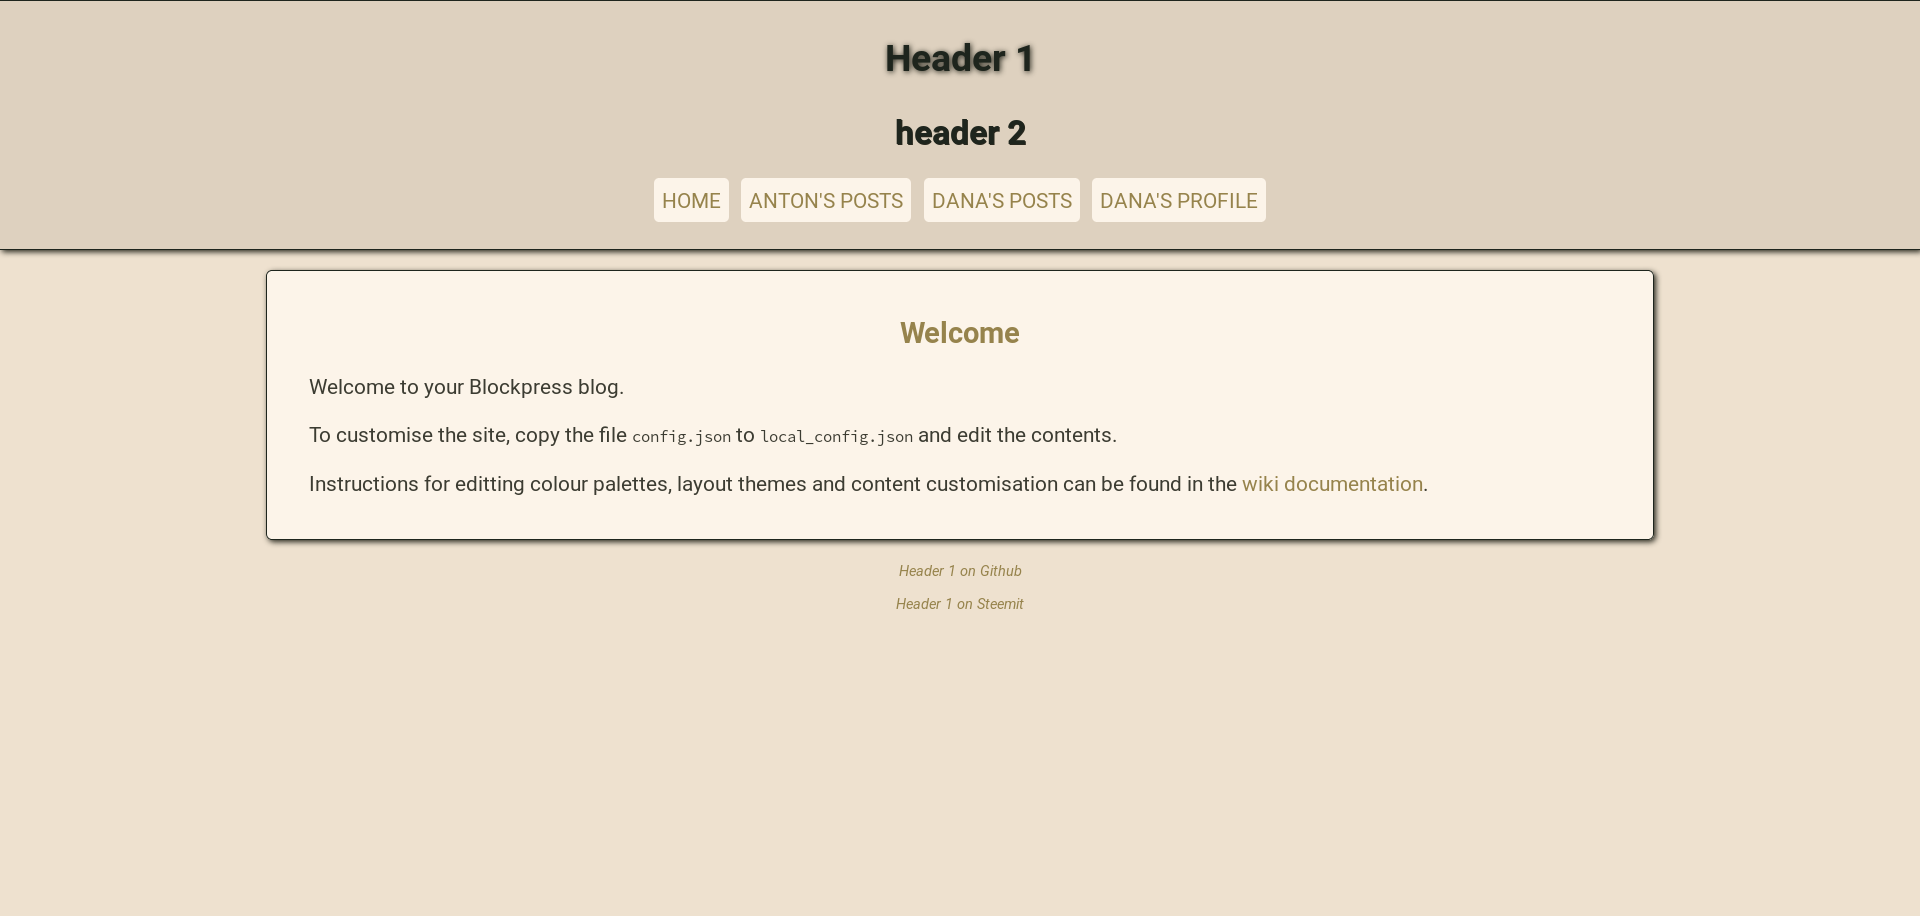 Header 1
header 2
HOME ANTON'S POSTS DANA'S POSTS DANA'S PROFILE
Welcome
Welcome to your Blockpress blog.
To customise the site, copy the file config.json to local_config.json and edit the contents.
Instructions for editting colour palettes, layout themes and content customisation can be found in the wiki documentation.
Header 1 on Github
Header 1 on Steemit